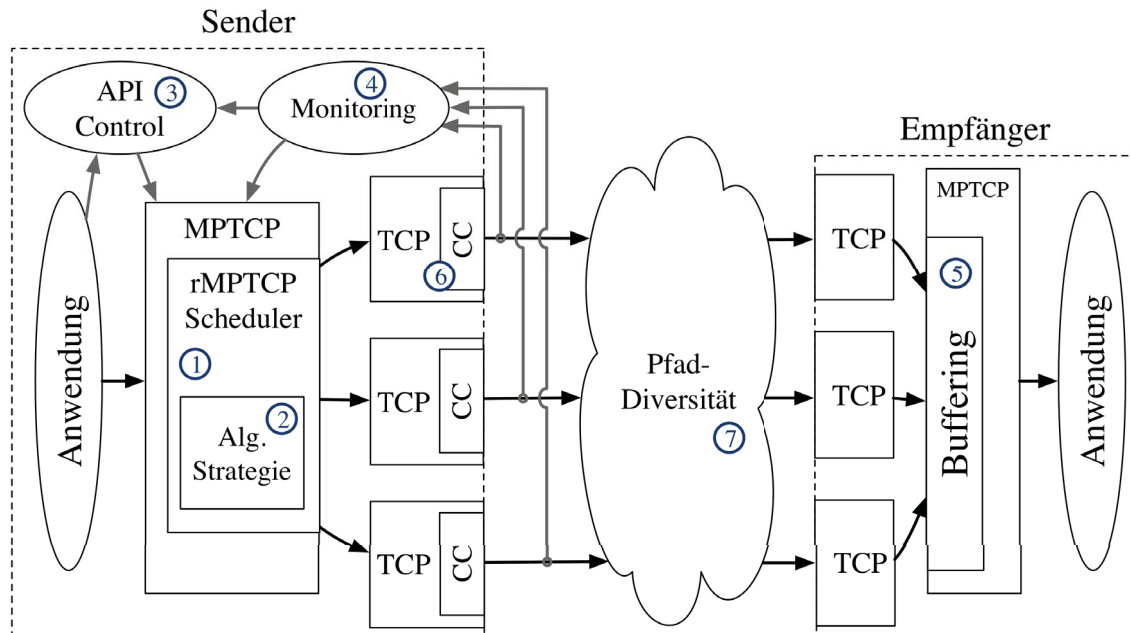 Sender
API ③
Control
④
Monitoring
Empfänger
Anwendung
MPTCP
rMPTCP
Scheduler
①
②
Alg.
Strategie
TCP
CC
⑥
TCP
CC
TCP
CC
Pfad-
Diversität
⑦
TCP
TCP
TCP
MPTCP
⑤
Buffering
Anwendung